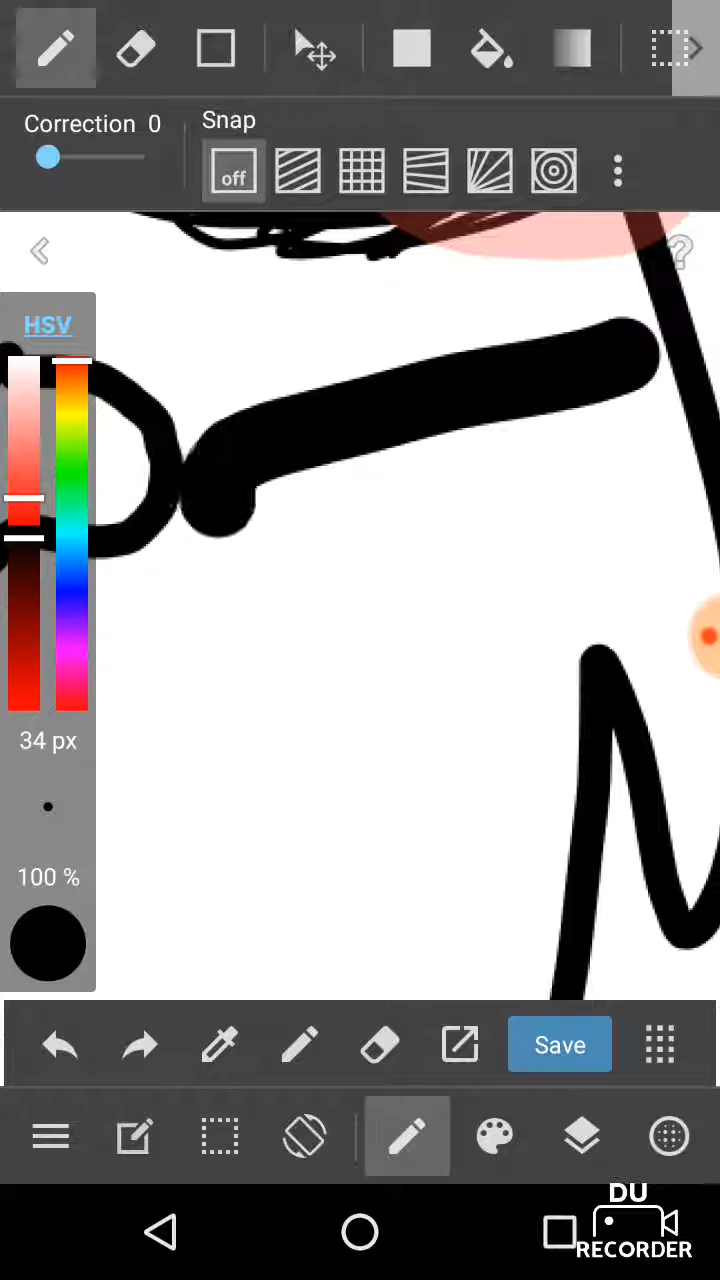 Correction 0
Snap
off
HSV
34 px
100 %
Save
DU
RECORDER